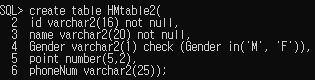 SQL> create table HMtable2(
  2  id varchar2(16) not null,
  3  name varchar2(20) not null,
  4  Gender varchar2(1) check (Gender in('M', 'F')),
  5  point number(5,2),
  6  phoneNum varchar2(25));